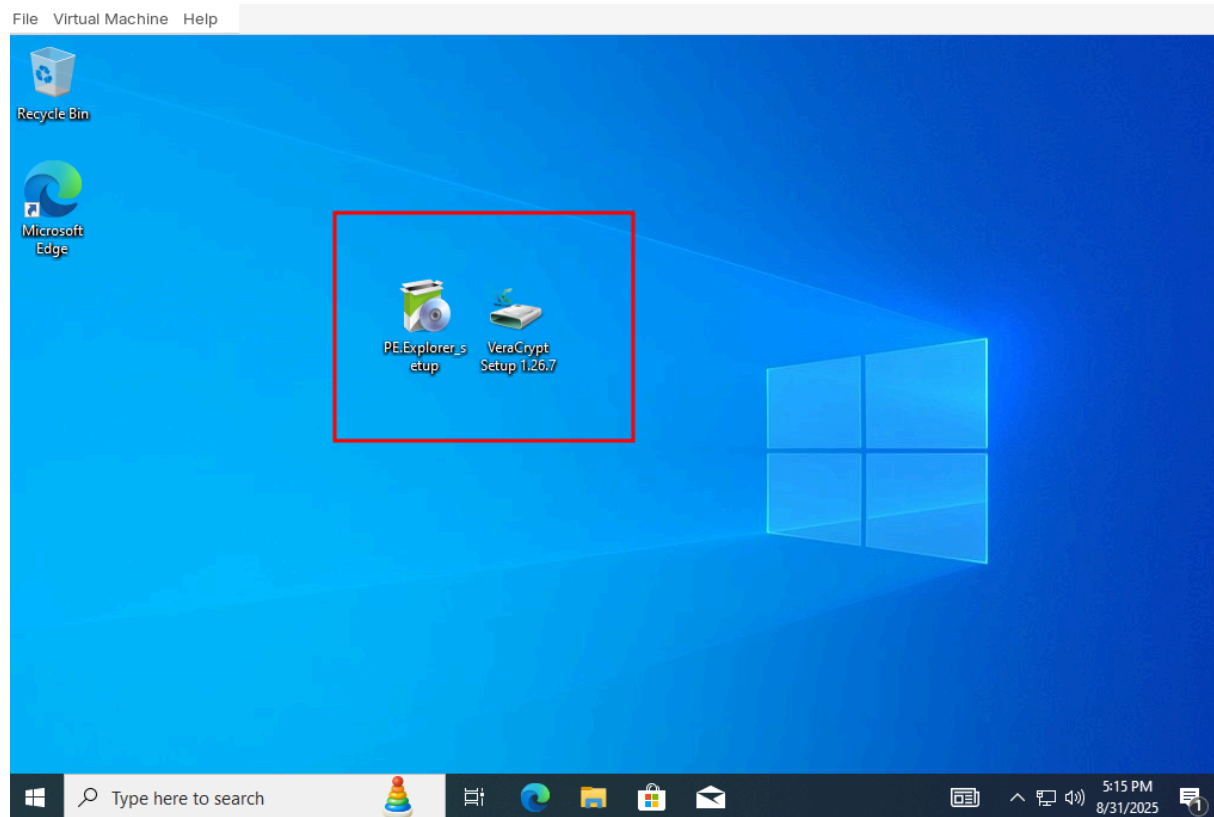 File Virtual Machine Help
Recycle Bin
Microsoft
Edge
PE.Explorer_s
etup
VeraCrypt
Setup 1.26.7
Type here to search
5:15 PM
8/31/2025
1